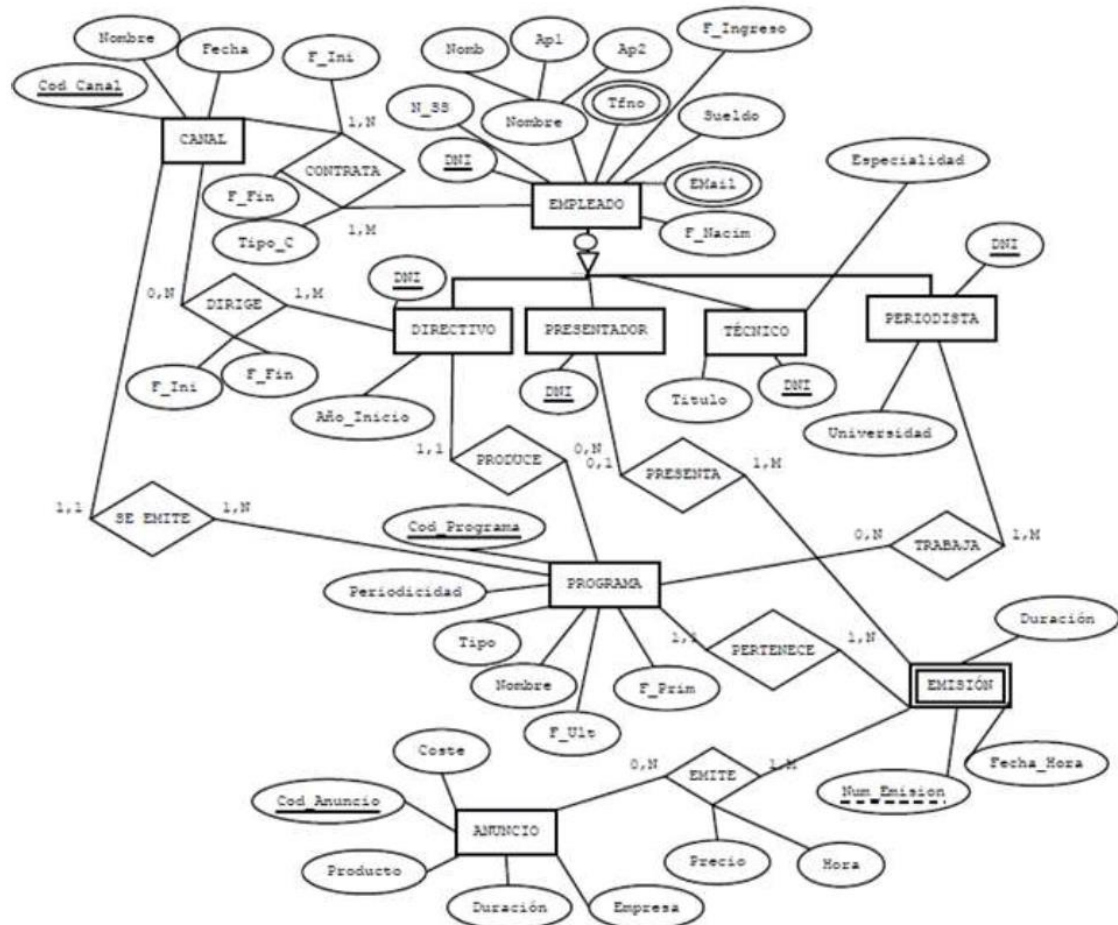 Nombre
Fecha
F_Ini
Cod_Canal
CANAL
1,N
CONTRATA
F_Fin
Tipo_C
1,M
Nomb
Ap1
Ap2
F_Ingreso
N_SS
Nombre
Tfno
Sueldo
DNI
EMail
EMPLEADO
F_Nacim
Especialidad
0,N
DIRIGE
1,M
F_Ini
F_Fin
DNI
DIRECTIVO
Año_Inicio
PRESENTADOR
DNI
TÉCNICO
Titulo
DNI
DNI
PERIODISTA
Universidad
1,1
PRODUCE
0,N
0,1
PRESENTA
1,M
1,1
SE EMITE
1,N
0,N
TRABAJA
1,M
Cod_Programa
PROGRAMA
Periodicidad
Tipo
Nombre
F_Ult
F_Prim
1,1
PERTENECE
1,N
Duración
EMISIÓN
Num_Emision
Fecha_Hora
0,N
EMITE
1,M
Precio
Hora
Coste
Cod_Anuncio
ANUNCIO
Producto
Duración
Empresa